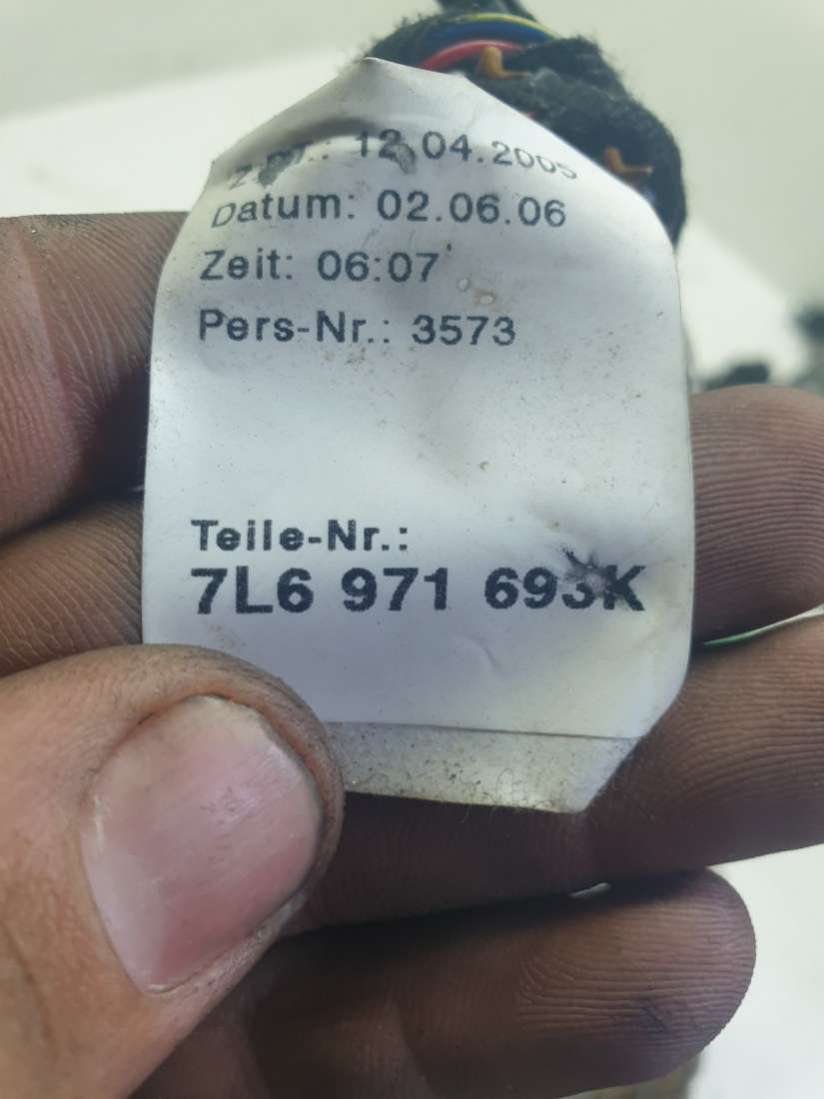 12.04.2005
Datum: 02.06.06
Zeit: 06:07
Pers-Nr.: 3573
Teile-Nr.:
7L6 971 693K